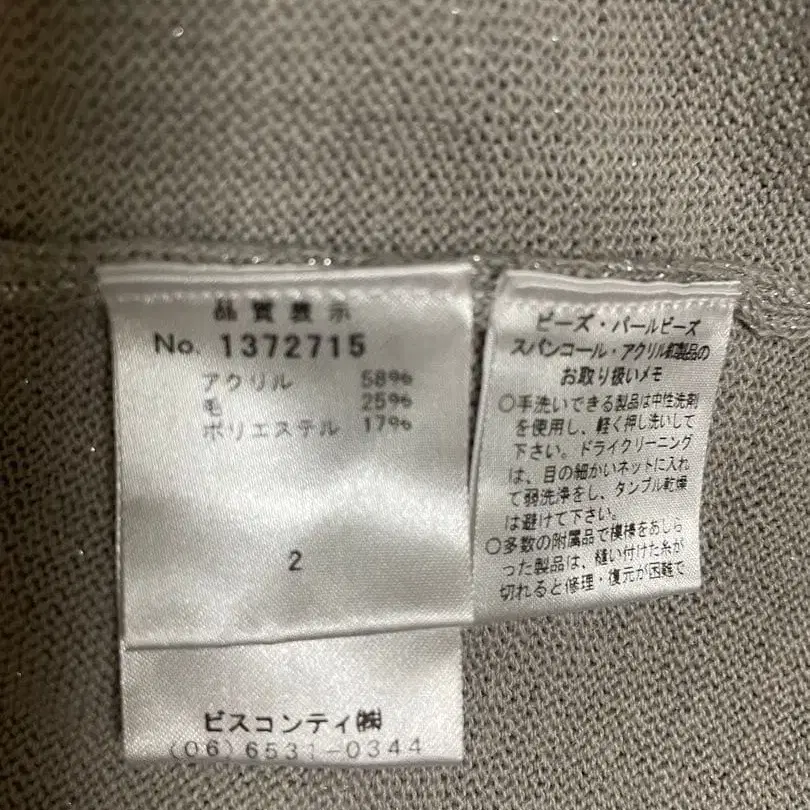 品質表示
No. 1372715
アクリル 58%
毛 25%
ポリエステル 17%
2
ビスコンティ㈱
(06)6531-0344
ビーズ・パールビーズ
スパンコール・アクリル釦製品の
お取り扱いメモ
○手洗いできる製品は中性洗剤
を使用し、軽く押し洗いして
下さい。ドライクリーニング
は、目の細かいネットに入れ
て弱洗浄をし、タンブル乾燥
は避けて下さい。
○多数の附属品で模様をあしら
った製品は、縫い付けた糸が
切れると修理・復元が困難で